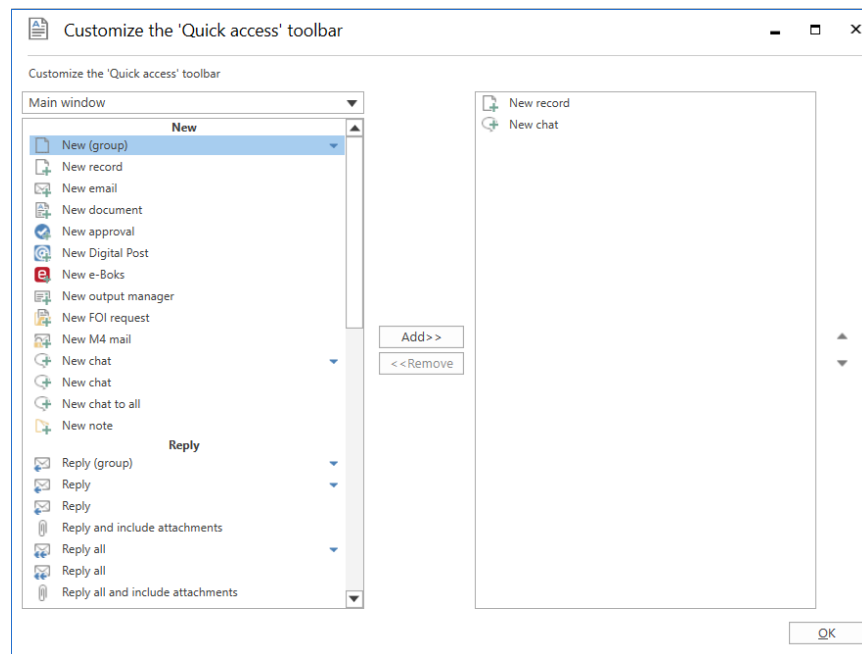 Customize the 'Quick access' toolbar
Customize the 'Quick access' toolbar
Main window
New
New (group)
New record
New email
New document
New approval
New Digital Post
New e-Boks
New output manager
New FOI request
New M4 mail
New chat
New chat
New chat to all
New note
Reply
Reply (group)
Reply
Reply
Reply and include attachments
Reply all
Reply all
Reply all and include attachments
Add>>
<<Remove
New record
New chat
OK